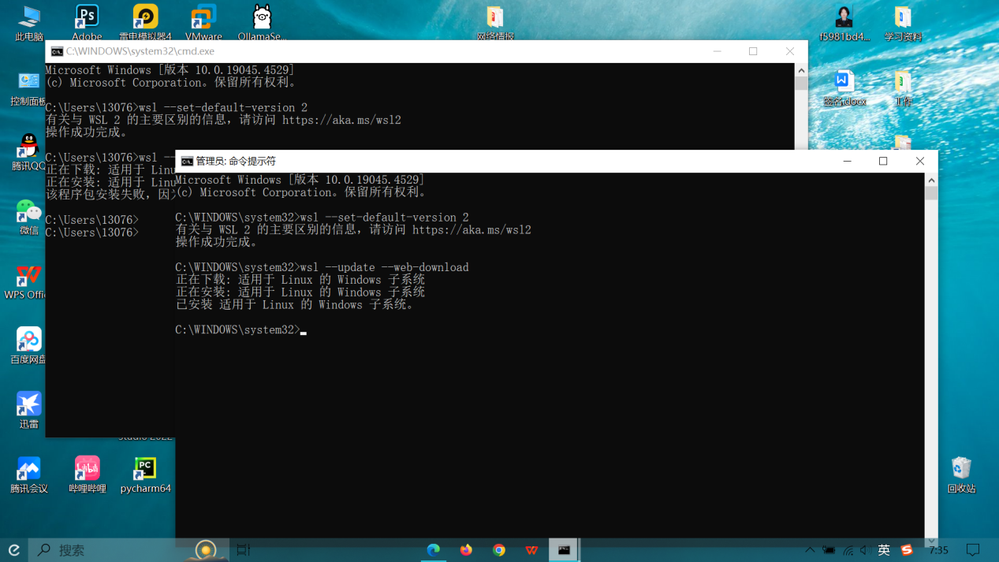 此电脑
Adobe
雷电模拟器4
VMware
OllamaSe...
网络情报
f5981bd4...
学习资料
控制面板
签名.docx
工作
腾讯QQ
微信
WPS Offi
百度网盘
迅雷
腾讯会议
哔哩哔哩
pycharm64
回收站
C:\WINDOWS\system32\cmd.exe
Microsoft Windows [版本 10.0.19045.4529]
(c) Microsoft Corporation。保留所有权利。
C:\Users\13076>wsl --set-default-version 2
有关与 WSL 2 的主要区别的信息，请访问 https://aka.ms/wsl2
操作成功完成。
C:\Users\13076>wsl --
正在下载: 适用于 Linu
正在安装: 适用于 Linu
该程序包安装失败，因
C:\Users\13076>
C:\Users\13076>
管理员: 命令提示符
Microsoft Windows [版本 10.0.19045.4529]
(c) Microsoft Corporation。保留所有权利。
C:\WINDOWS\system32>wsl --set-default-version 2
有关与 WSL 2 的主要区别的信息，请访问 https://aka.ms/wsl2
操作成功完成。
C:\WINDOWS\system32>wsl --update --web-download
正在下载: 适用于 Linux 的 Windows 子系统
正在安装: 适用于 Linux 的 Windows 子系统
已安装 适用于 Linux 的 Windows 子系统。
C:\WINDOWS\system32>
搜索
英
7:35